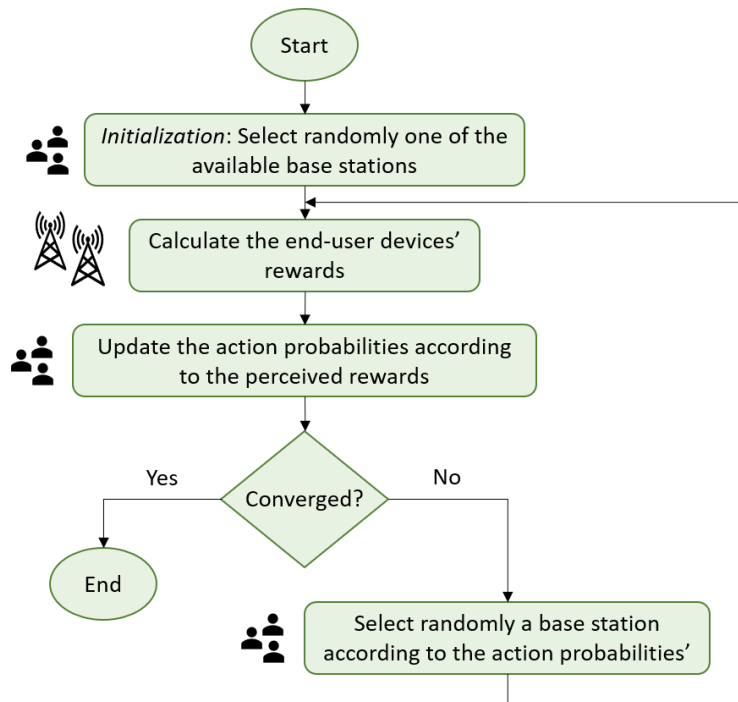 Start
Initialization: Select randomly one of the
available base stations
Calculate the end-user devices’
rewards
Update the action probabilities according
to the perceived rewards
Yes
Converged?
No
End
Select randomly a base station
according to the action probabilities’